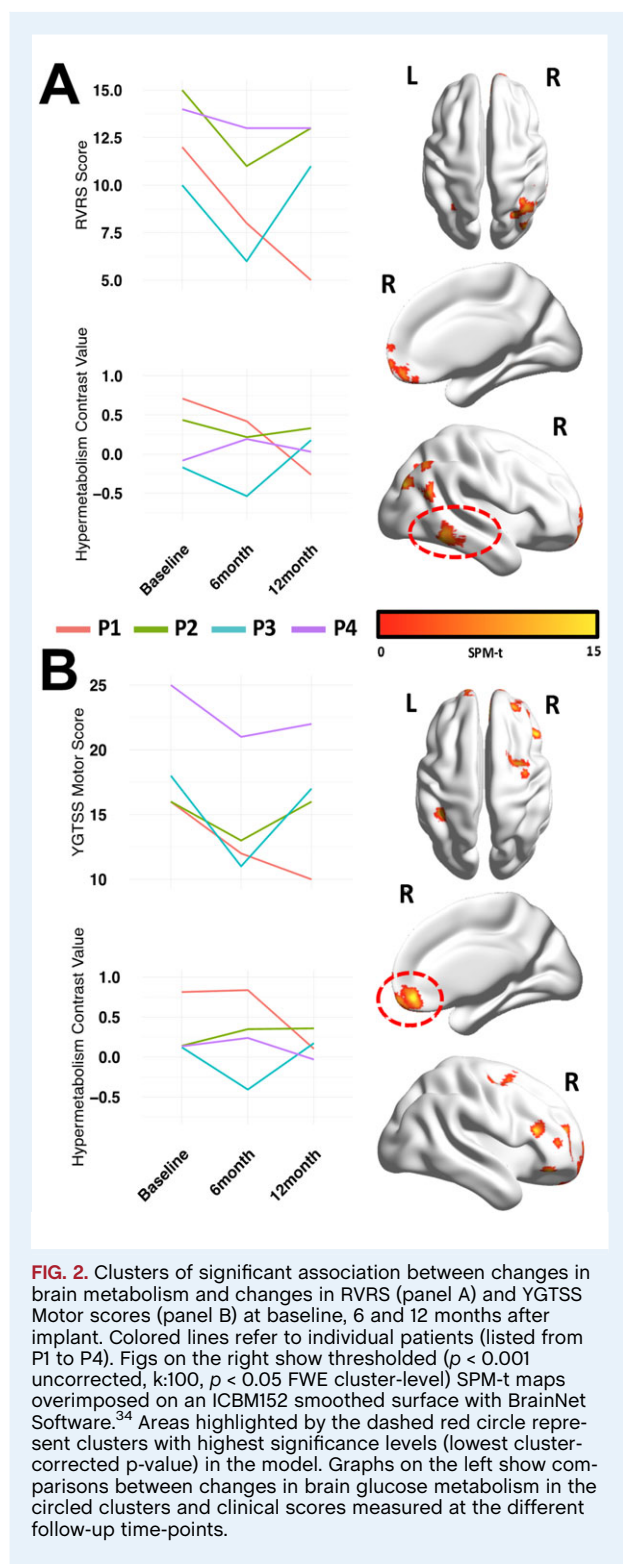 A
L
R
15.0
12.5
10.0
7.5
5.0
RVRS Score
R
1.0
0.5
0.0
−0.5
Hypermetabolism Contrast Value
Baseline
6month
12month
R
P1 P2 P3 P4
0 SPM-t 15
B
L
R
25
20
15
10
YGTSS Motor Score
R
1.0
0.5
0.0
−0.5
Hypermetabolism Contrast Value
Baseline
6month
12month
R
FIG. 2. Clusters of significant association between changes in
brain metabolism and changes in RVRS (panel A) and YGTSS
Motor scores (panel B) at baseline, 6 and 12 months after
implant. Colored lines refer to individual patients (listed from
P1 to P4). Figs on the right show thresholded (p < 0.001
uncorrected, k:100, p < 0.05 FWE cluster-level) SPM-t maps
overimposed on an ICBM152 smoothed surface with BrainNet
Software.34 Areas highlighted by the dashed red circle repre-
sent clusters with highest significance levels (lowest cluster-
corrected p-value) in the model. Graphs on the left show com-
parisons between changes in brain glucose metabolism in the
circled clusters and clinical scores measured at the different
follow-up time-points.